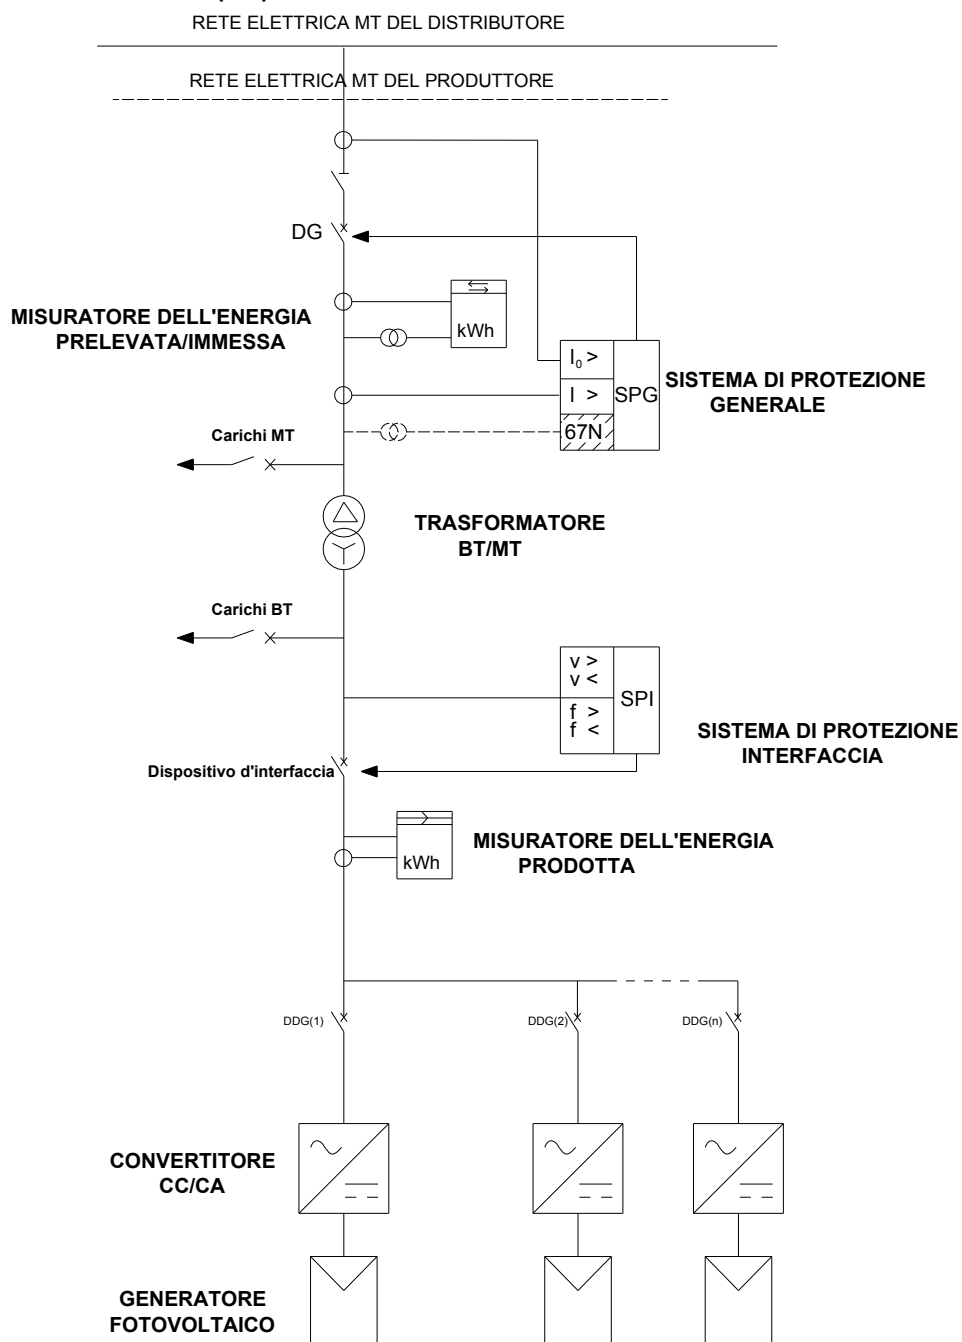 RETE ELETTRICA MT DEL DISTRIBUTORE
RETE ELETTRICA MT DEL PRODUTTORE
DG
MISURATORE DELL'ENERGIA
PRELEVATA/IMMESSA
kWh
I₀ >
I >
67N
SPG
SISTEMA DI PROTEZIONE
GENERALE
Carichi MT
TRASFORMATORE
BT/MT
Carichi BT
v >
v <
f >
f <
SPI
SISTEMA DI PROTEZIONE
INTERFACCIA
Dispositivo d'interfaccia
kWh
MISURATORE DELL'ENERGIA
PRODOTTA
DDG(1)
DDG(2)
DDG(n)
CONVERTITORE
CC/CA
GENERATORE
FOTOVOLTAICO